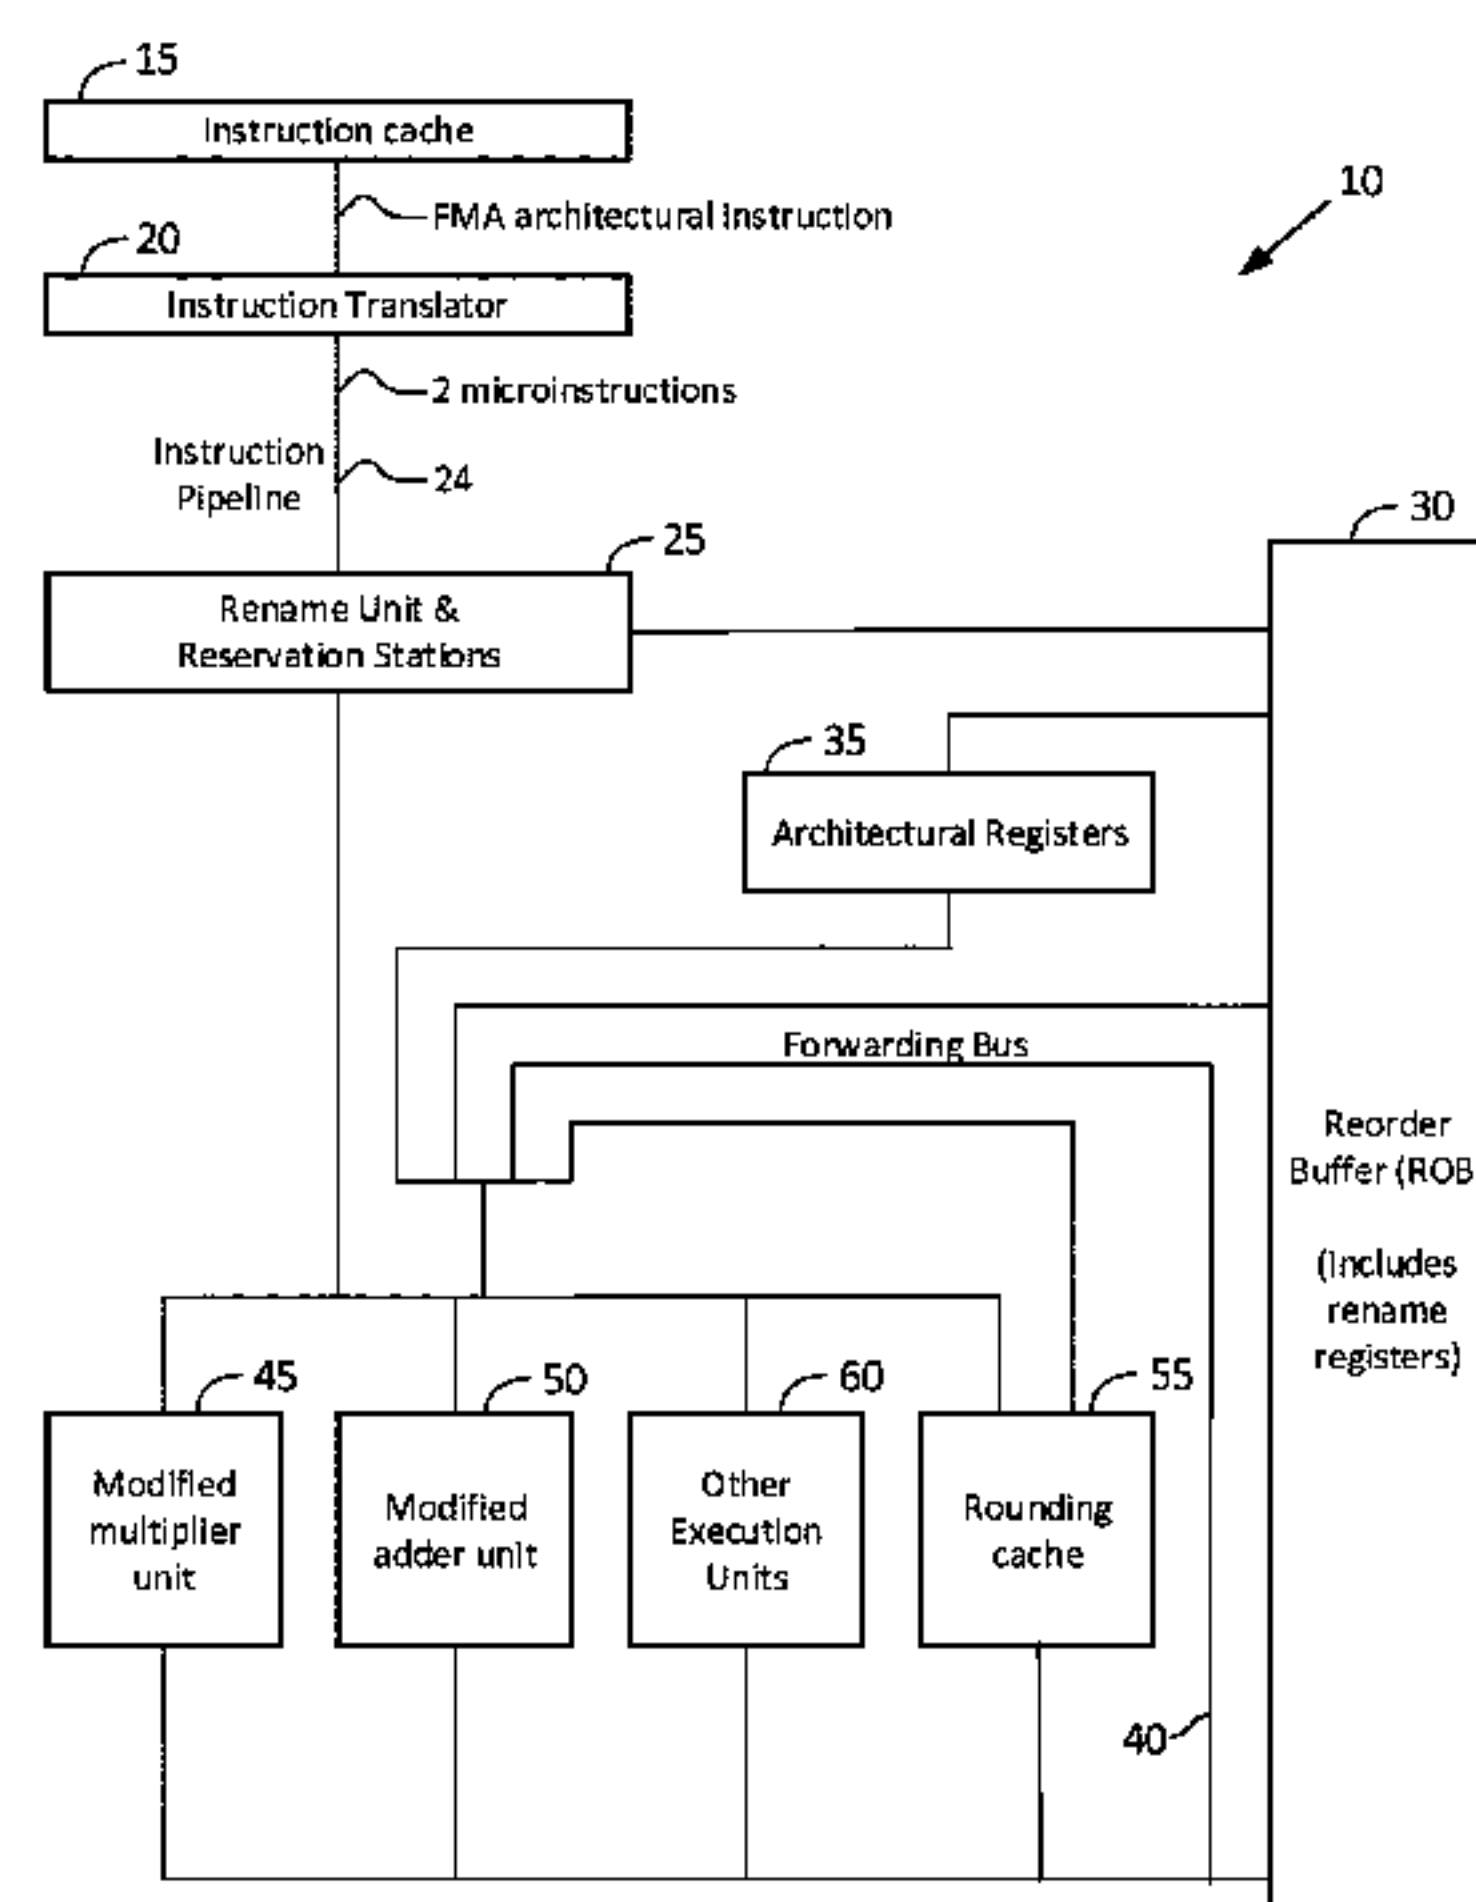 15
Instruction cache
FMA architectural instruction
10
20
Instruction Translator
2 microinstructions
Instruction
Pipeline
24
30
25
Rename Unit &
Reservation Stations
35
Architectural Registers
Forwarding Bus
Reorder
Buffer (ROB
(Includes
rename
registers)
45
50
60
55
Modified
multiplier
unit
Modified
adder unit
Other
Execution
Units
Rounding
cache
40